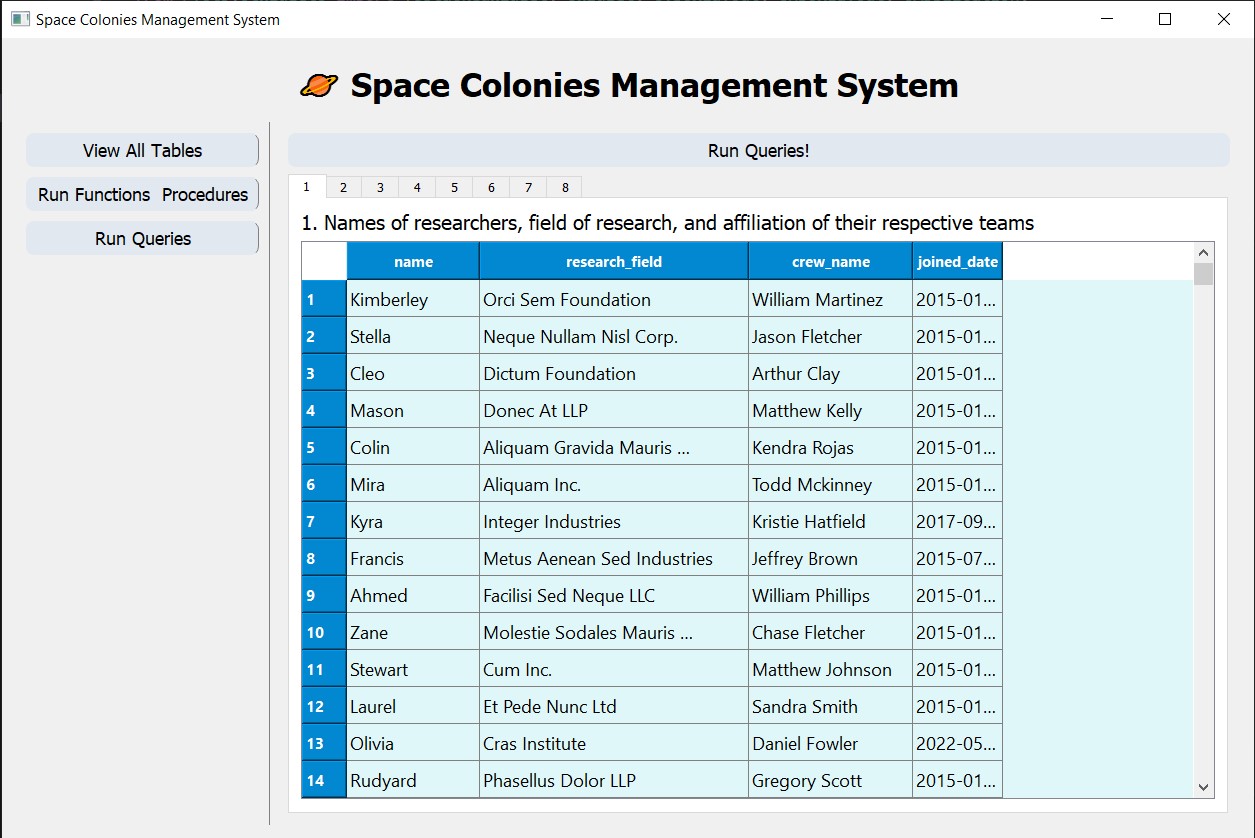 Space Colonies Management System
Space Colonies Management System
View All Tables
Run Functions  Procedures
Run Queries
Run Queries!
1 2 3 4 5 6 7 8
1. Names of researchers, field of research, and affiliation of their respective teams
name research_field crew_name joined_date
1 Kimberley Orci Sem Foundation William Martinez 2015-01...
2 Stella Neque Nullam Nisl Corp. Jason Fletcher 2015-01...
3 Cleo Dictum Foundation Arthur Clay 2015-01...
4 Mason Donec At LLP Matthew Kelly 2015-01...
5 Colin Aliquam Gravida Mauris ... Kendra Rojas 2015-01...
6 Mira Aliquam Inc. Todd Mckinney 2015-01...
7 Kyra Integer Industries Kristie Hatfield 2017-09...
8 Francis Metus Aenean Sed Industries Jeffrey Brown 2015-07...
9 Ahmed Facilisi Sed Neque LLC William Phillips 2015-01...
10 Zane Molestie Sodales Mauris ... Chase Fletcher 2015-01...
11 Stewart Cum Inc. Matthew Johnson 2015-01...
12 Laurel Et Pede Nunc Ltd Sandra Smith 2015-01...
13 Olivia Cras Institute Daniel Fowler 2022-05...
14 Rudyard Phasellus Dolor LLP Gregory Scott 2015-01...